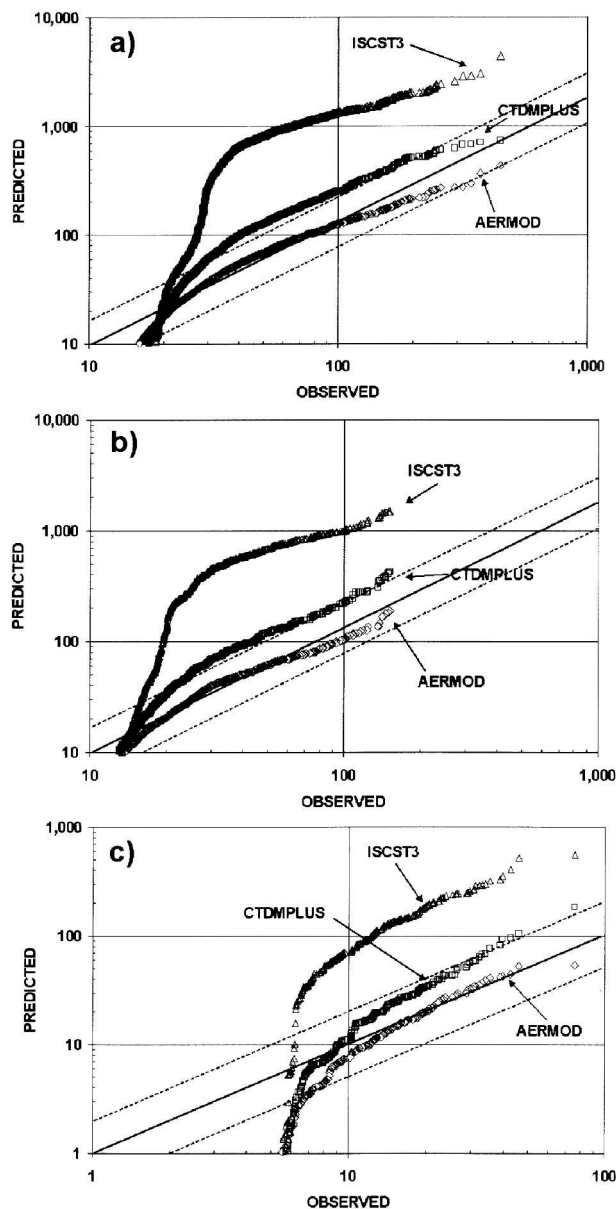 a)
10,000
ISCST3
1,000
CTDMPLUS
PREDICTED
100
AERMOD
10
10
100
1,000
OBSERVED
b)
10,000
ISCST3
1,000
CTDMPLUS
PREDICTED
100
AERMOD
10
10
100
1,000
OBSERVED
c)
1,000
ISCST3
CTDMPLUS
100
PREDICTED
AERMOD
10
1
1
10
100
OBSERVED